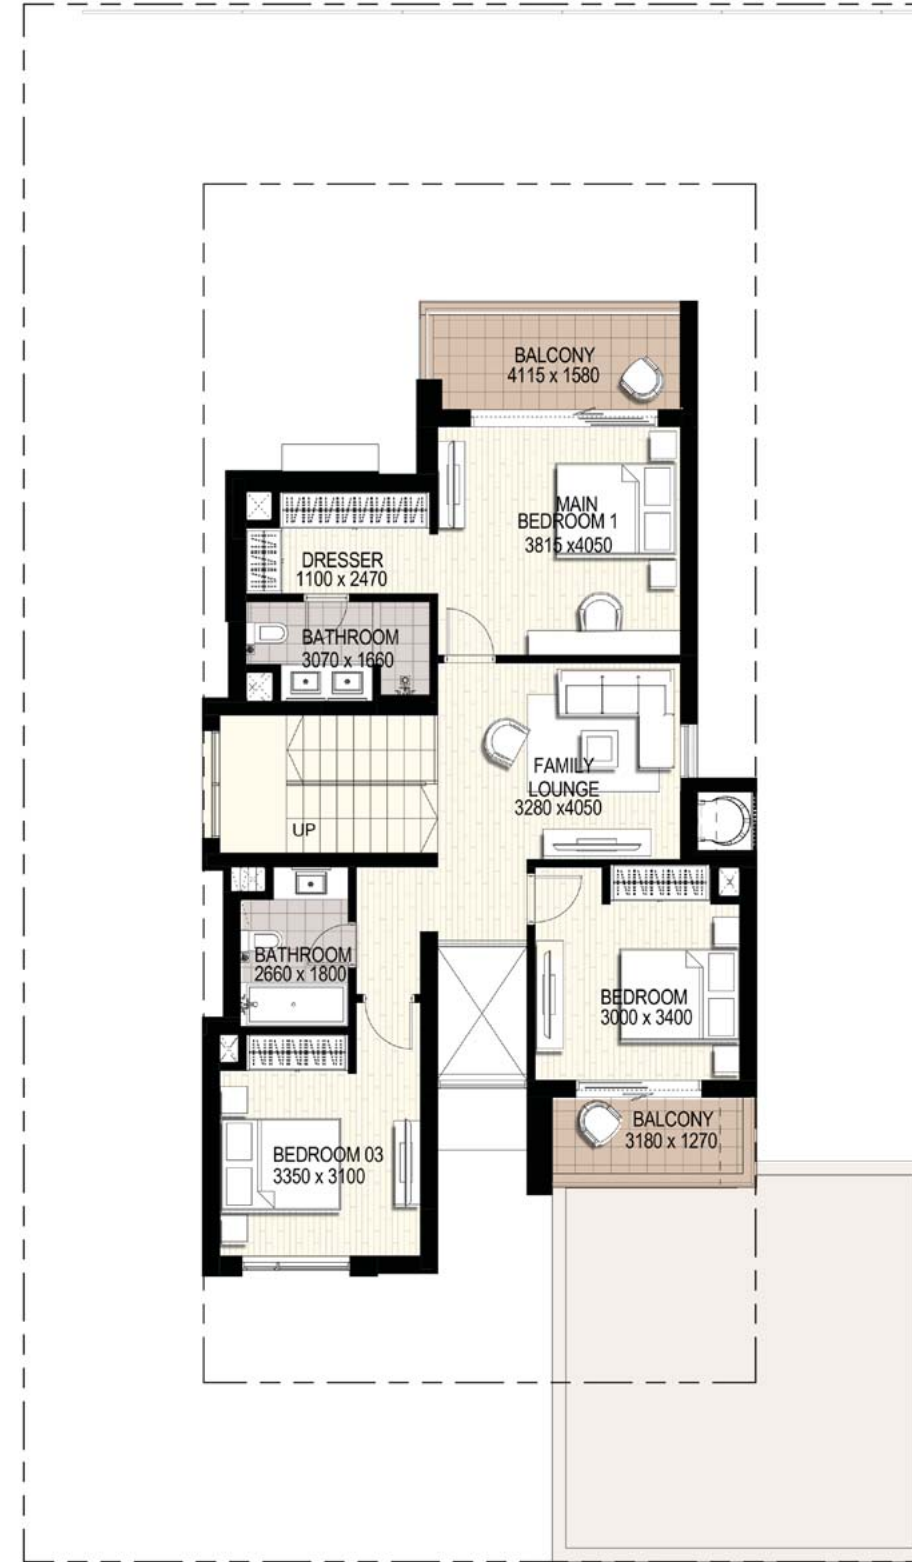 BALCONY
4115 x 1580
MAIN
BEDROOM 1
3815 x4050
DRESSER
1100 x 2470
BATHROOM
3070 x 1660
FAMILY
LOUNGE
3280 x4050
UP
BATHROOM
2660 x 1800
BEDROOM
3000 x 3400
BALCONY
3180 x 1270
BEDROOM 03
3350 x 3100